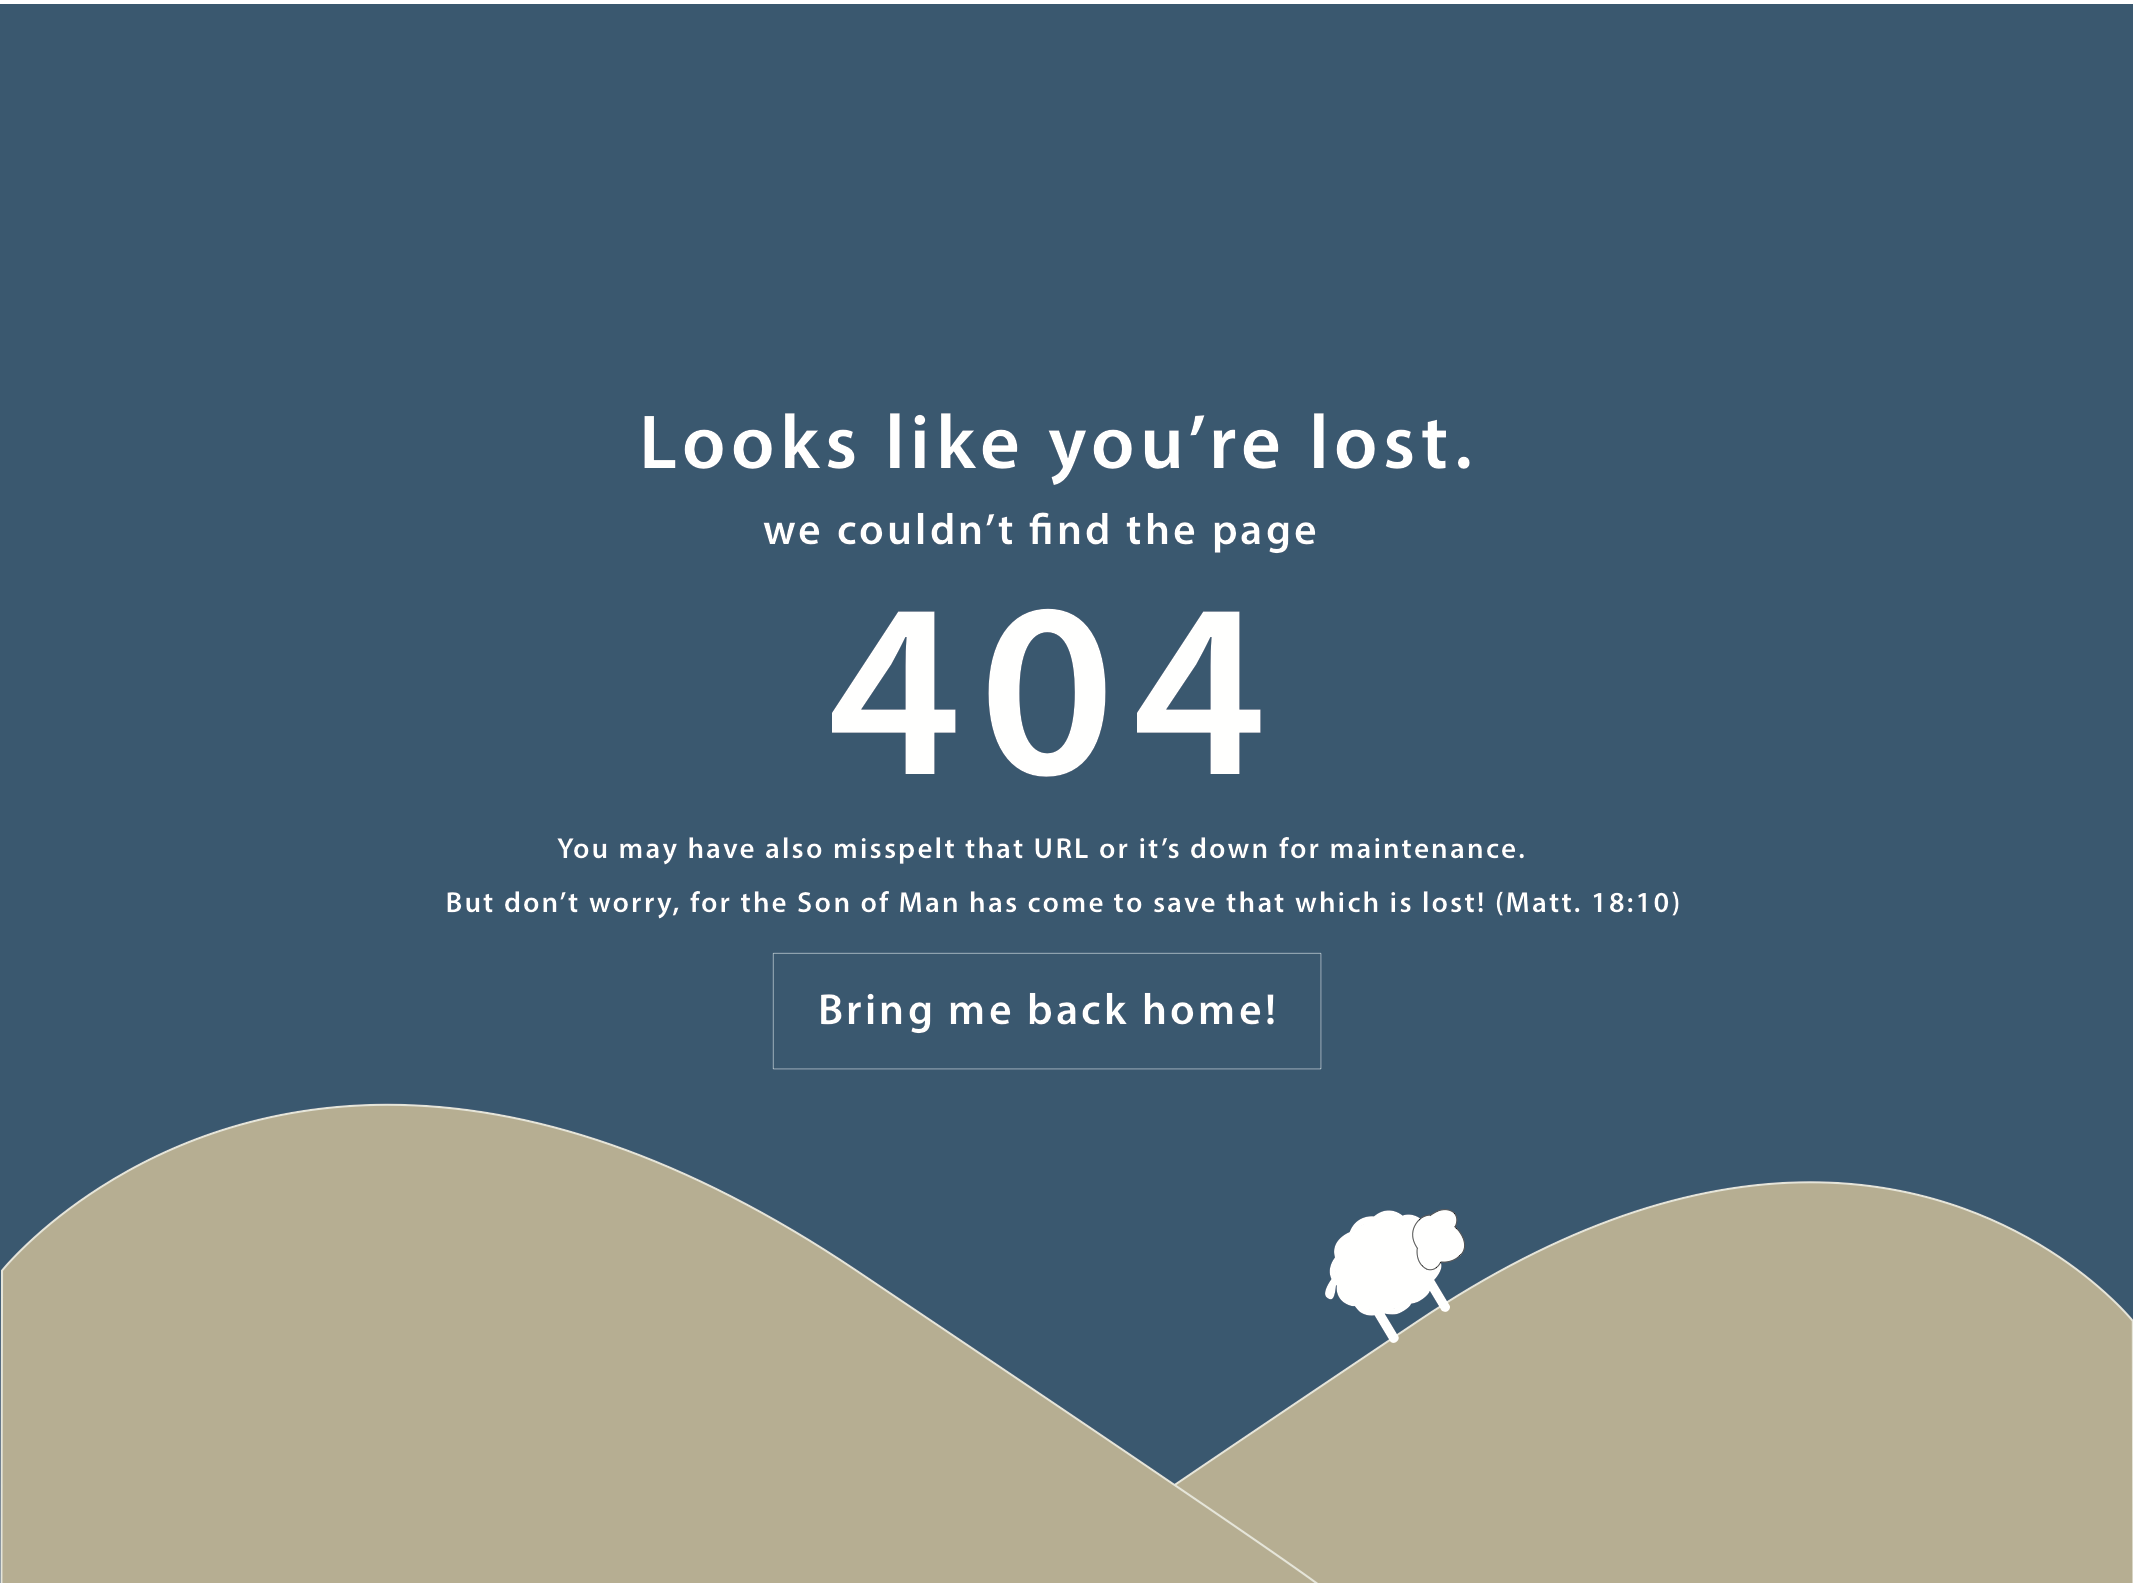 Looks like you’re lost.
we couldn’t find the page
404
You may have also misspelt that URL or it’s down for maintenance.
But don’t worry, for the Son of Man has come to save that which is lost! (Matt. 18:10)
Bring me back home!